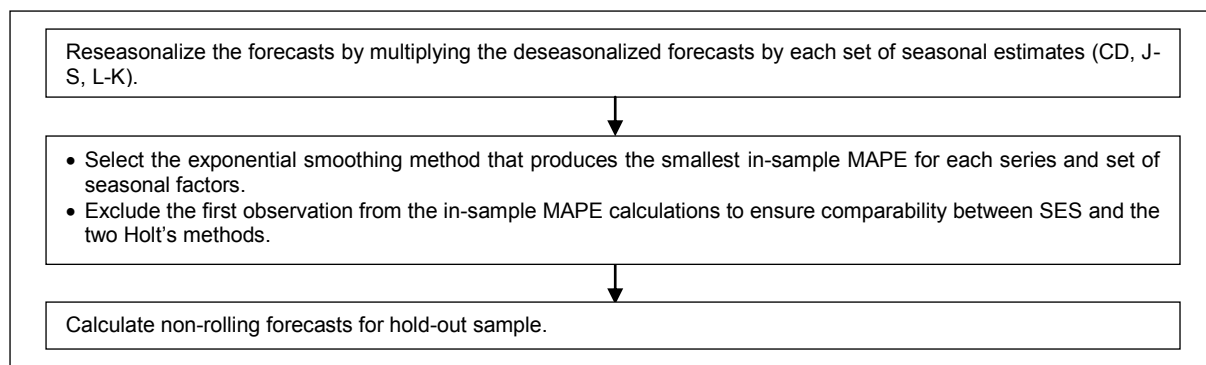 Reseasonalize the forecasts by multiplying the deseasonalized forecasts by each set of seasonal estimates (CD, J-
S, L-K).
• Select the exponential smoothing method that produces the smallest in-sample MAPE for each series and set of
seasonal factors.
• Exclude the first observation from the in-sample MAPE calculations to ensure comparability between SES and the
two Holt’s methods.
Calculate non-rolling forecasts for hold-out sample.